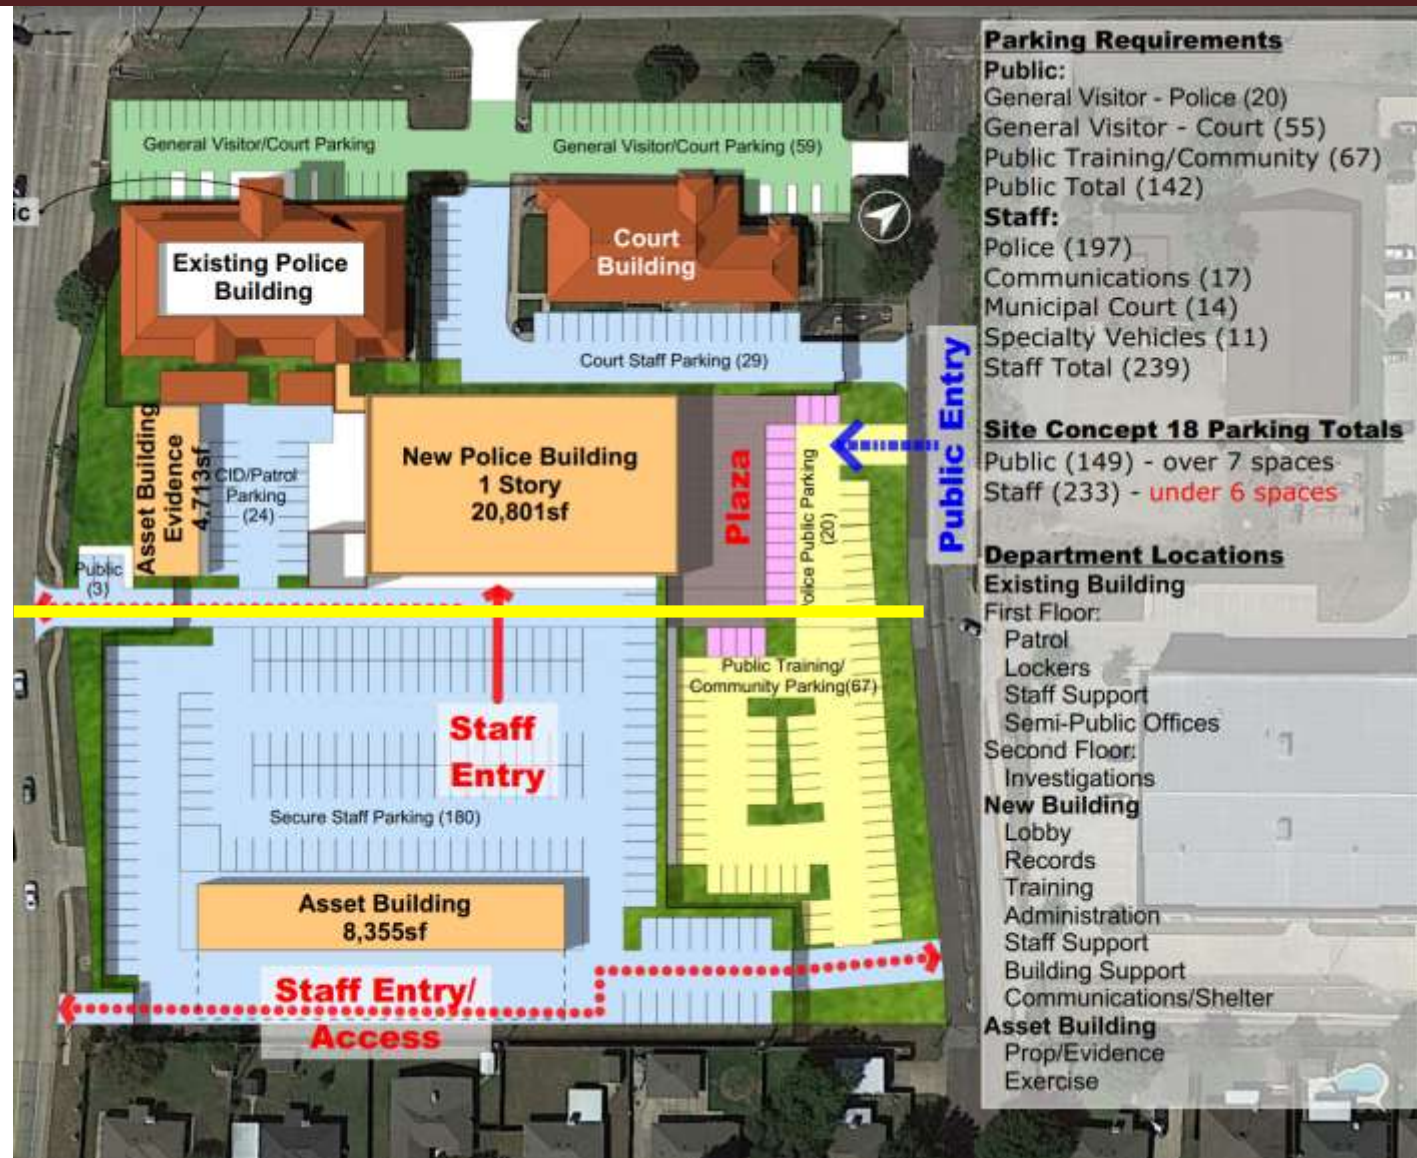 General Visitor/Court Parking
General Visitor/Court Parking (59)
ic
Existing Police
Building
Court
Building
Court Staff Parking (29)
Asset Building
Evidence
4,713sf
CID/Patrol
Parking
(24)
New Police Building
1 Story
20,801sf
Plaza
Police Public Parking
(20)
Public Entry
Public
(3)
Public Training/
Community Parking(67)
Staff
Entry
Secure Staff Parking (180)
Asset Building
8,355sf
Staff Entry/
Access
Parking Requirements
Public:
General Visitor - Police (20)
General Visitor - Court (55)
Public Training/Community (67)
Public Total (142)
Staff:
Police (197)
Communications (17)
Municipal Court (14)
Specialty Vehicles (11)
Staff Total (239)
Site Concept 18 Parking Totals
Public (149) - over 7 spaces
Staff (233) - under 6 spaces
Department Locations
Existing Building
First Floor:
Patrol
Lockers
Staff Support
Semi-Public Offices
Second Floor:
Investigations
New Building
Lobby
Records
Training
Administration
Staff Support
Building Support
Communications/Shelter
Asset Building
Prop/Evidence
Exercise